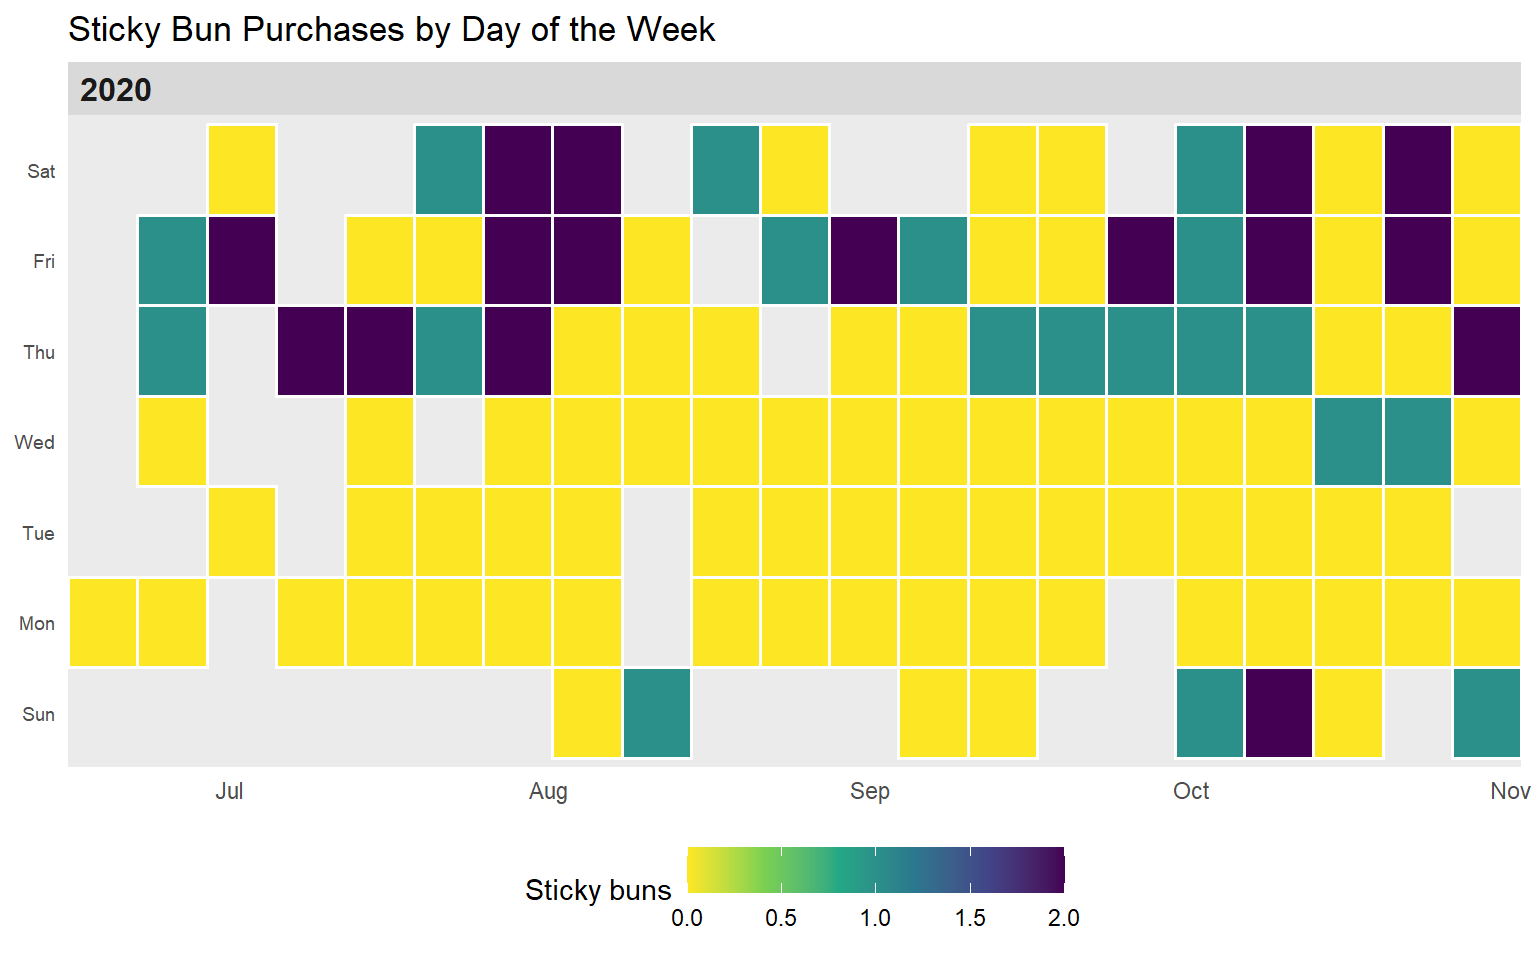 Sticky Bun Purchases by Day of the Week
2020
Sat
Fri
Thu
Wed
Tue
Mon
Sun
Jul Aug Sep Oct Nov
Sticky buns
0.0 0.5 1.0 1.5 2.0